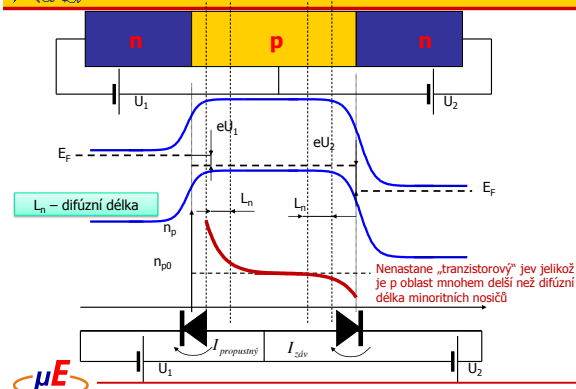 n p n
U1 U2
eU1
eU2
EF
EF
Ln – difúzní délka
Ln
Ln
np
np0
Nenastane „tranzistorový“ jev jelikož
je p oblast mnohem delší než difúzní
délka minoritních nosičů
Ipropustný Izáv
U1 U2
µE